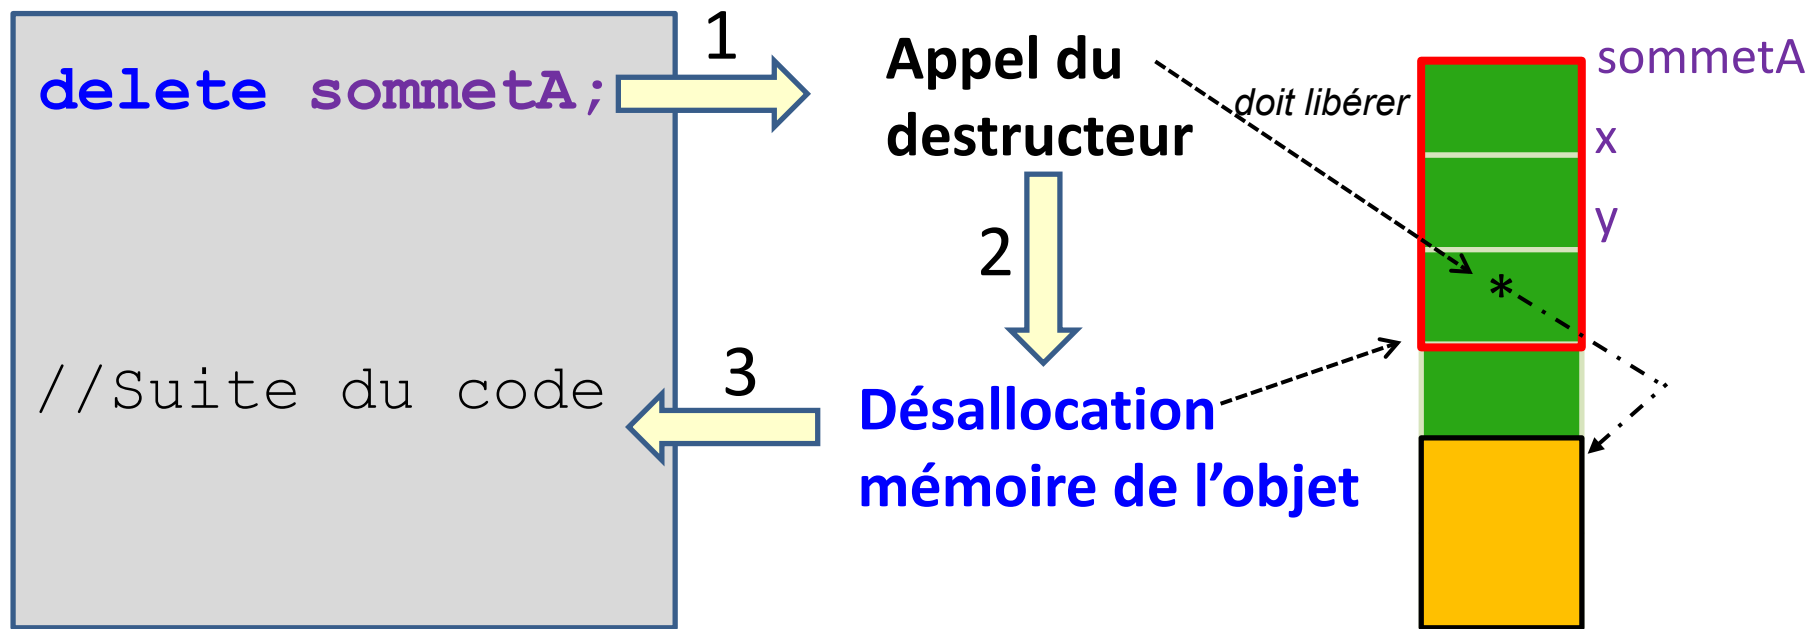 delete sommetA;
1
Appel du
destructeur
doit libérer
sommetA
x
y
*
2
//Suite du code
3
Désallocation
mémoire de l’objet